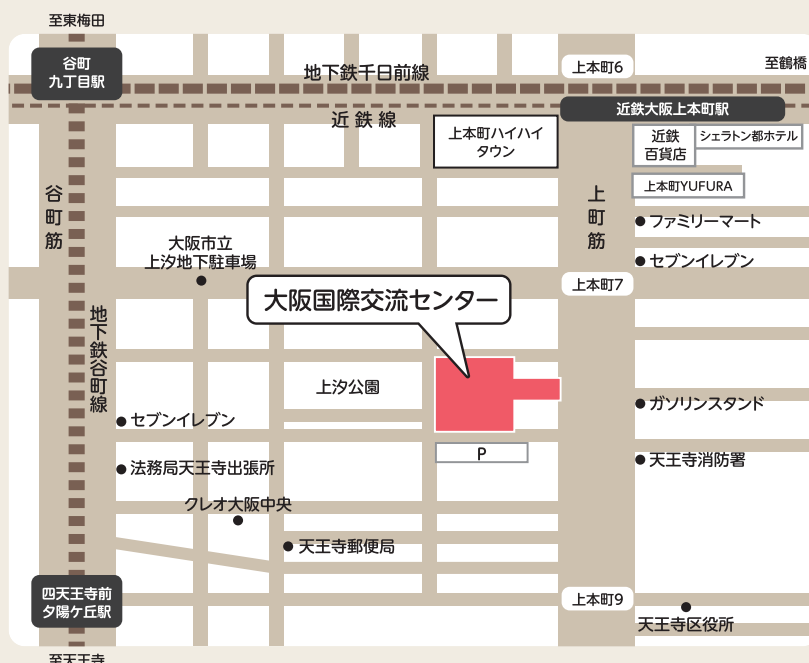 至東梅田
谷町
九丁目駅
地下鉄千日前線
上本町6
至鶴橋
近鉄線
近鉄大阪上本町駅
上本町ハイハイ
タウン
近鉄
百貨店
シェラトン都ホテル
上本町YUFURA
谷町筋
上町筋
ファミリーマート
大阪市立
上汐地下駐車場
セブンイレブン
上本町7
大阪国際交流センター
地下鉄谷町線
上汐公園
ガソリンスタンド
セブンイレブン
P
天王寺消防署
法務局天王寺出張所
クレオ大阪中央
天王寺郵便局
四天王寺前
夕陽ケ丘駅
上本町9
天王寺区役所
至天王寺